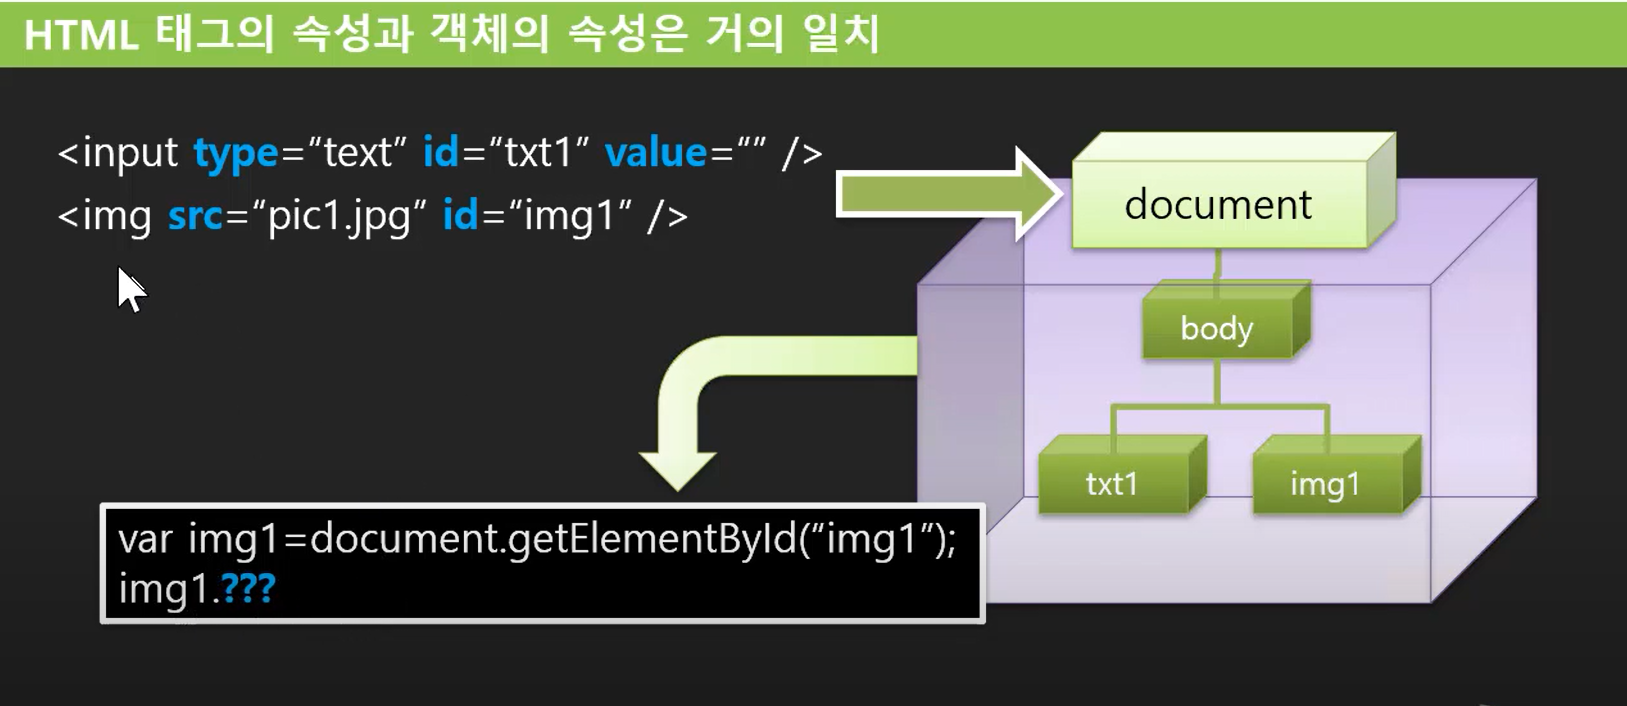 HTML 태그의 속성과 객체의 속성은 거의 일치
<input type=“text” id=“txt1” value=“” />
<img src=“pic1.jpg” id=“img1” />
document
body
txt1
img1
var img1=document.getElementById(“img1”);
img1.???